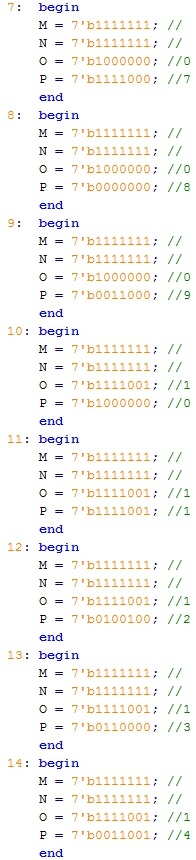 7: begin
M = 7'b1111111; //
N = 7'b1111111; //
O = 7'b1000000; //0
P = 7'b1111000; //7
end
8: begin
M = 7'b1111111; //
N = 7'b1111111; //
O = 7'b1000000; //0
P = 7'b0000000; //8
end
9: begin
M = 7'b1111111; //
N = 7'b1111111; //
O = 7'b1000000; //0
P = 7'b0011000; //9
end
10: begin
M = 7'b1111111; //
N = 7'b1111111; //
O = 7'b1111001; //1
P = 7'b1000000; //0
end
11: begin
M = 7'b1111111; //
N = 7'b1111111; //
O = 7'b1111001; //1
P = 7'b1111001; //1
end
12: begin
M = 7'b1111111; //
N = 7'b1111111; //
O = 7'b1111001; //1
P = 7'b0100100; //2
end
13: begin
M = 7'b1111111; //
N = 7'b1111111; //
O = 7'b1111001; //1
P = 7'b0110000; //3
end
14: begin
M = 7'b1111111; //
N = 7'b1111111; //
O = 7'b1111001; //1
P = 7'b0011001; //4
end